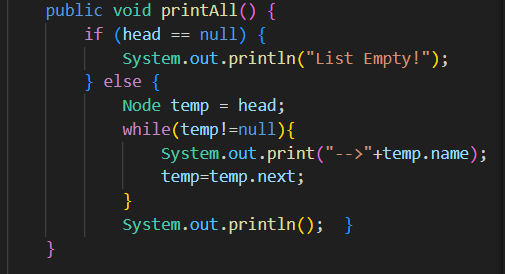 public void printAll() {
    if (head == null) {
        System.out.println("List Empty!");
    } else {
        Node temp = head;
        while(temp!=null){
            System.out.print("-->"+temp.name);
            temp=temp.next;
        }
        System.out.println();  }
}